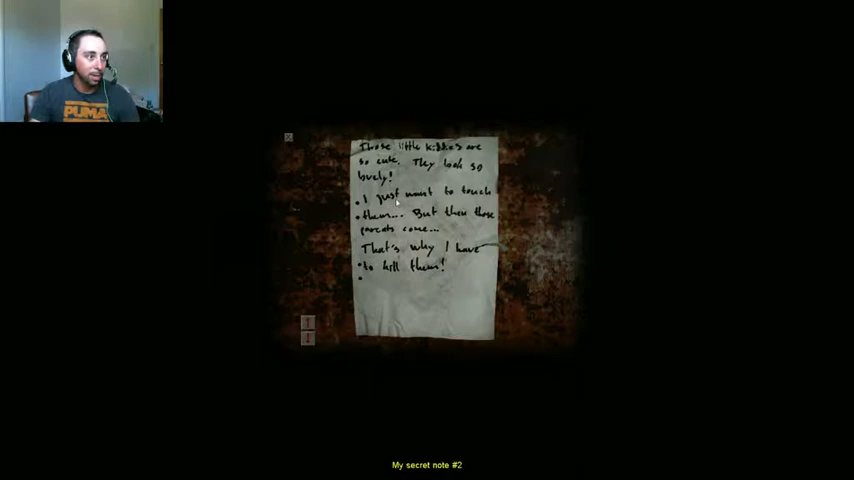 PUMA
Those little kiddies are
so cute. They look so
lovely!
I just want to touch
them... But then those
parents come...
That's why I have
to kill them!
My secret note #2